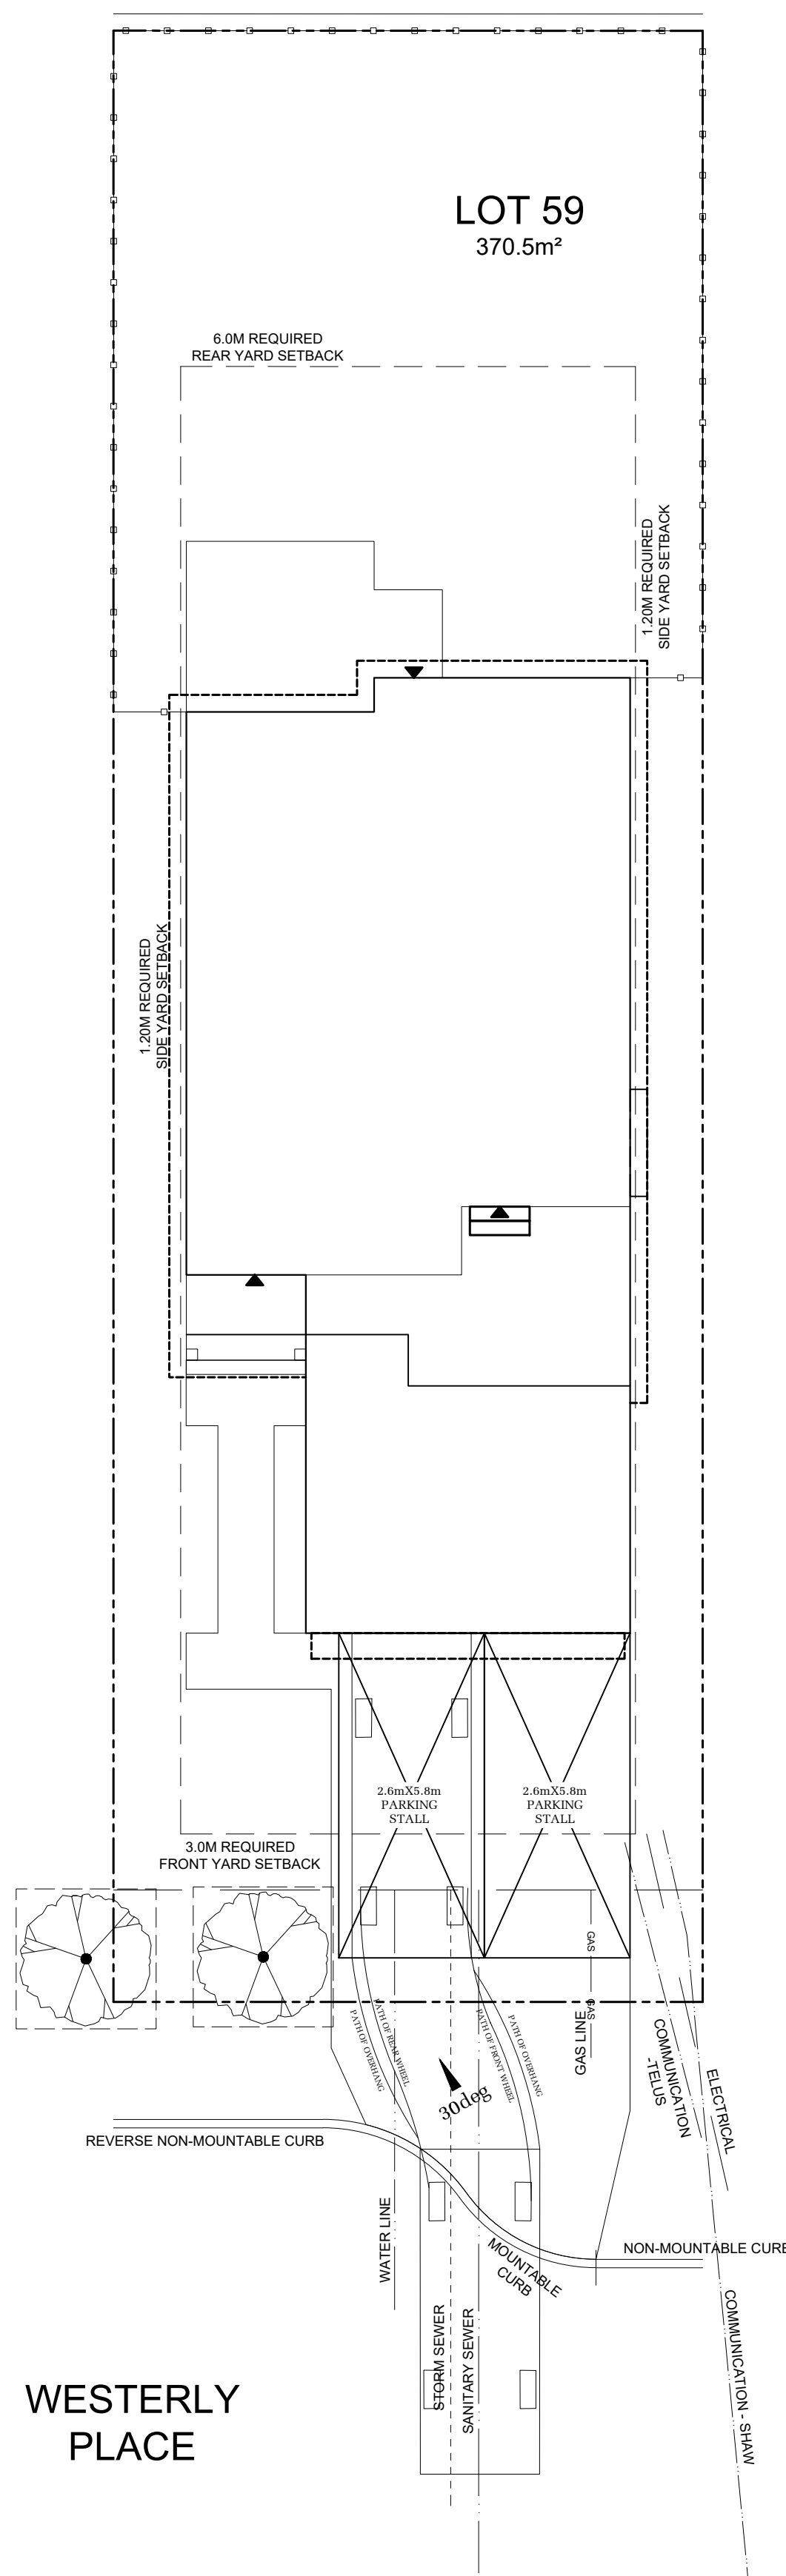 LOT 59
370.5m²
6.0M REQUIRED
REAR YARD SETBACK
1.20M REQUIRED
SIDE YARD SETBACK
1.20M REQUIRED
SIDE YARD SETBACK
2.6mX5.8m
PARKING
STALL
2.6mX5.8m
PARKING
STALL
3.0M REQUIRED
FRONT YARD SETBACK
GAS
GAS
GAS LINE
PATH OF REAR WHEEL
PATH OF OVERHANG
PATH OF OVERHANG
PATH OF FRONT WHEEL
COMMUNICATION
-TELUS
ELECTRICAL
30deg
REVERSE NON-MOUNTABLE CURB
WATER LINE
MOUNTABLE
CURB
NON-MOUNTABLE CURB
STORM SEWER
SANITARY SEWER
COMMUNICATION - SHAW
WESTERLY
PLACE